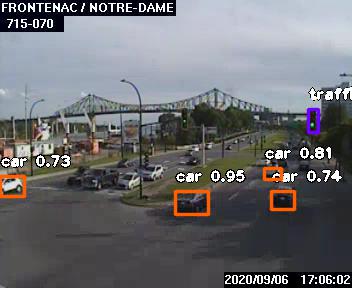 FRONTENAC / NOTRE-DAME
715-070
traffi
car 0.73
car 0.81
car 0.95
car 0.74
2020/09/06 17:06:02